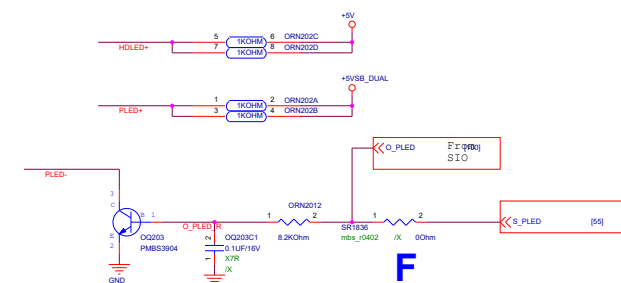 +5V
5 1KOHM 6 ORN202C
HDLED+
7 1KOHM 8 ORN202D
+5VSB_DUAL
1 1KOHM 2 ORN202A
PLED+
3 1KOHM 4 ORN202B
O_PLED From [100]
SIO
PLED-
3
C
B 1
E
2
OQ203
PMBS3904
GND
O_PLED_R
2
1
OQ203C1
0.1UF/16V
X7R
/X
ORN2012
1 2
8.2KOhm
SR1836
1 2
mbs_r0402 /X 0Ohm
F
S_PLED [55]